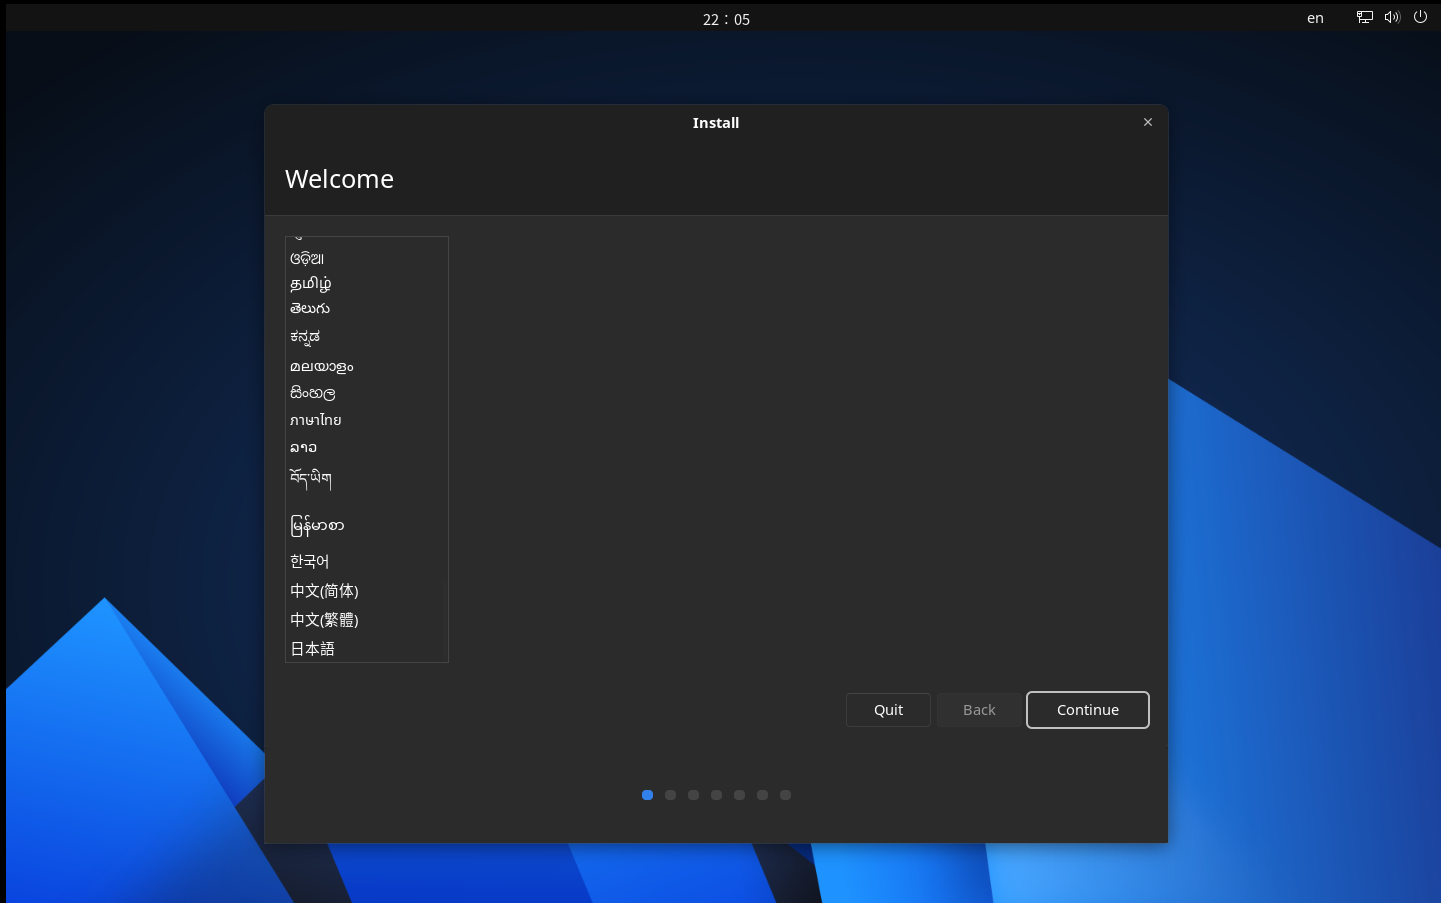 22 : 05
en
Install
Welcome
ଓଡ଼ିଆ
தமிழ்
తెలుగు
ಕನ್ನಡ
മലയാളം
සිංහල
ภาษาไทย
ລາວ
བོད་ཡིག
မြန်မာစာ
한국어
中文(简体)
中文(繁體)
日本語
Quit
Back
Continue